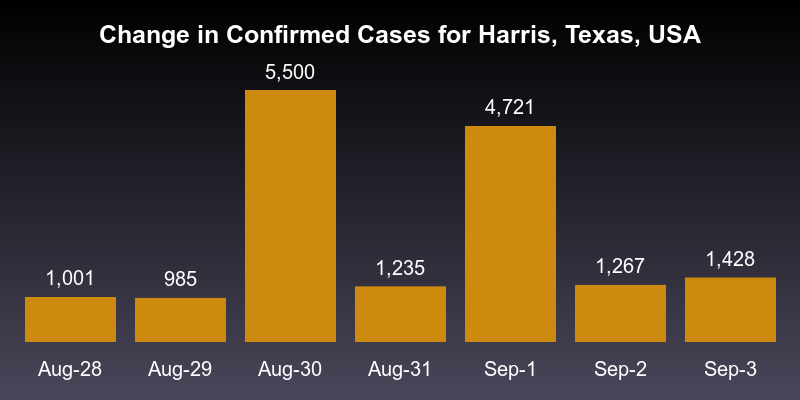 Change in Confirmed Cases for Harris, Texas, USA
5,500
4,721
1,001
985
1,235
1,267
1,428
Aug-28
Aug-29
Aug-30
Aug-31
Sep-1
Sep-2
Sep-3